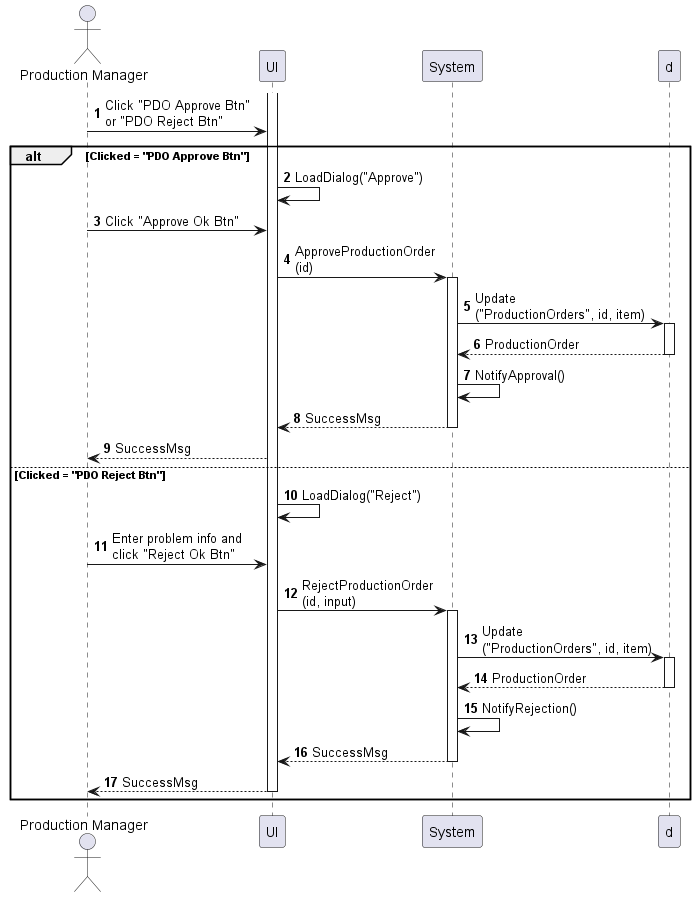 Production Manager
UI
System
d
1 Click "PDO Approve Btn"
or "PDO Reject Btn"
alt
[Clicked = "PDO Approve Btn"]
2 LoadDialog("Approve")
3 Click "Approve Ok Btn"
4 ApproveProductionOrder
(id)
5 Update
("ProductionOrders", id, item)
6 ProductionOrder
7 NotifyApproval()
8 SuccessMsg
9 SuccessMsg
[Clicked = "PDO Reject Btn"]
10 LoadDialog("Reject")
11 Enter problem info and
click "Reject Ok Btn"
12 RejectProductionOrder
(id, input)
13 Update
("ProductionOrders", id, item)
14 ProductionOrder
15 NotifyRejection()
16 SuccessMsg
17 SuccessMsg
Production Manager
UI
System
d